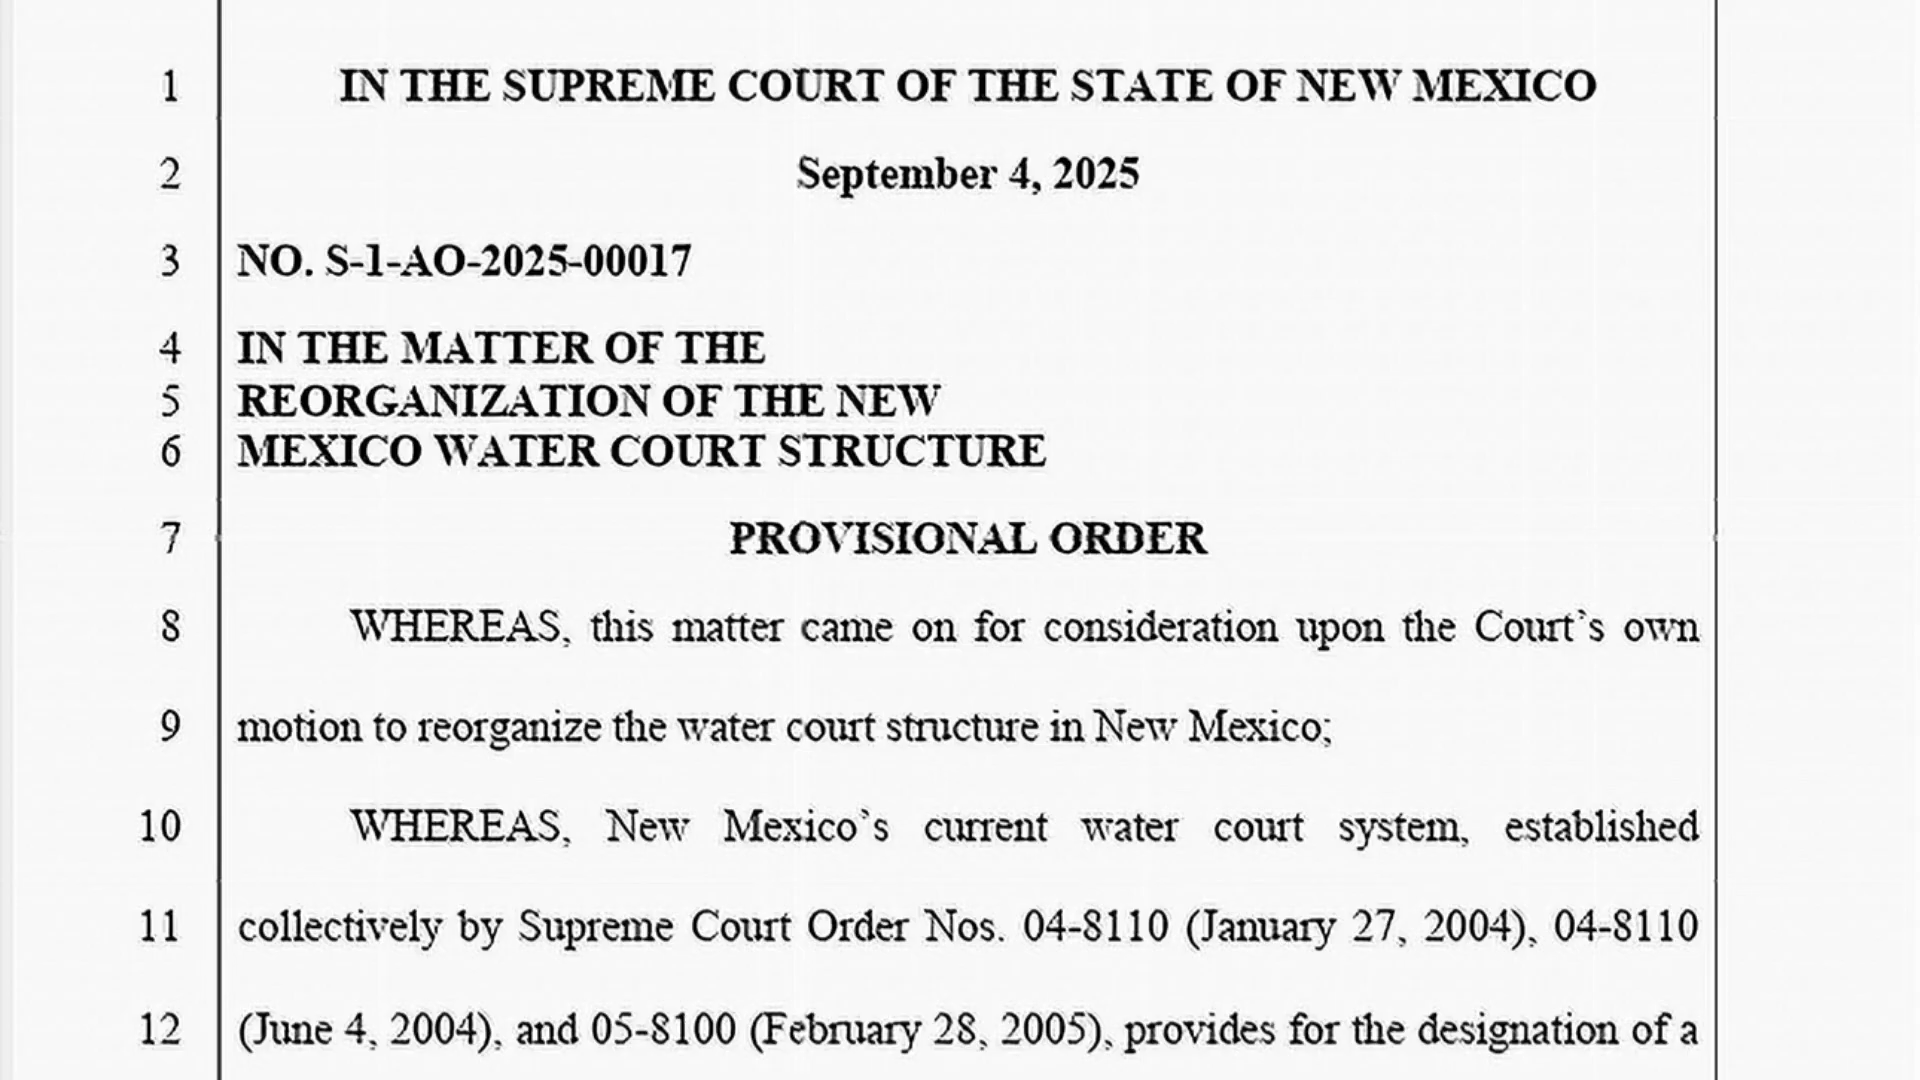 1 IN THE SUPREME COURT OF THE STATE OF NEW MEXICO
2 September 4, 2025
3 NO. S-1-AO-2025-00017
4 IN THE MATTER OF THE
5 REORGANIZATION OF THE NEW
6 MEXICO WATER COURT STRUCTURE
7 PROVISIONAL ORDER
8 WHEREAS, this matter came on for consideration upon the Court's own
9 motion to reorganize the water court structure in New Mexico;
10 WHEREAS, New Mexico's current water court system, established
11 collectively by Supreme Court Order Nos. 04-8110 (January 27, 2004), 04-8110
12 (June 4, 2004), and 05-8100 (February 28, 2005), provides for the designation of a